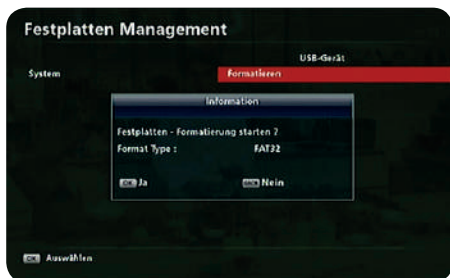 Festplatten Management
USB-Gerät
System Formatieren
Information
Festplatten - Formatierung starten ?
Format Type : FAT32
OK Ja BACK Nein
OK Auswählen